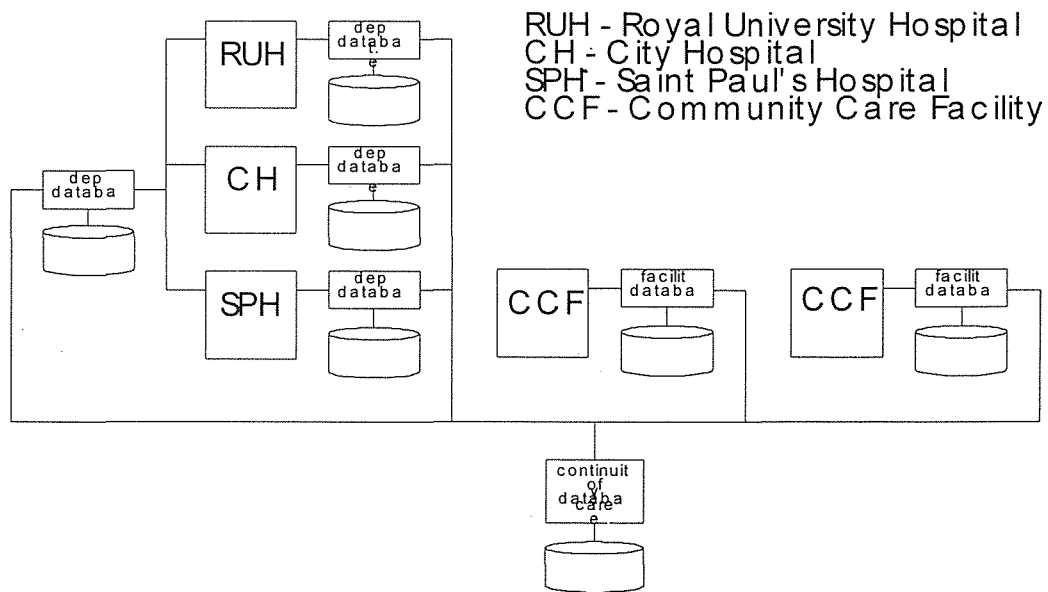 RUH - Royal University Hospital
CH - City Hospital
SPH - Saint Paul's Hospital
CCF - Community Care Facility
RUH
dep
databa
e
CH
dep
databa
e
dep
databa
SPH
dep
databa
CCF
facilit
databa
CCF
facilit
databa
continuit
of
y
databa
care
e